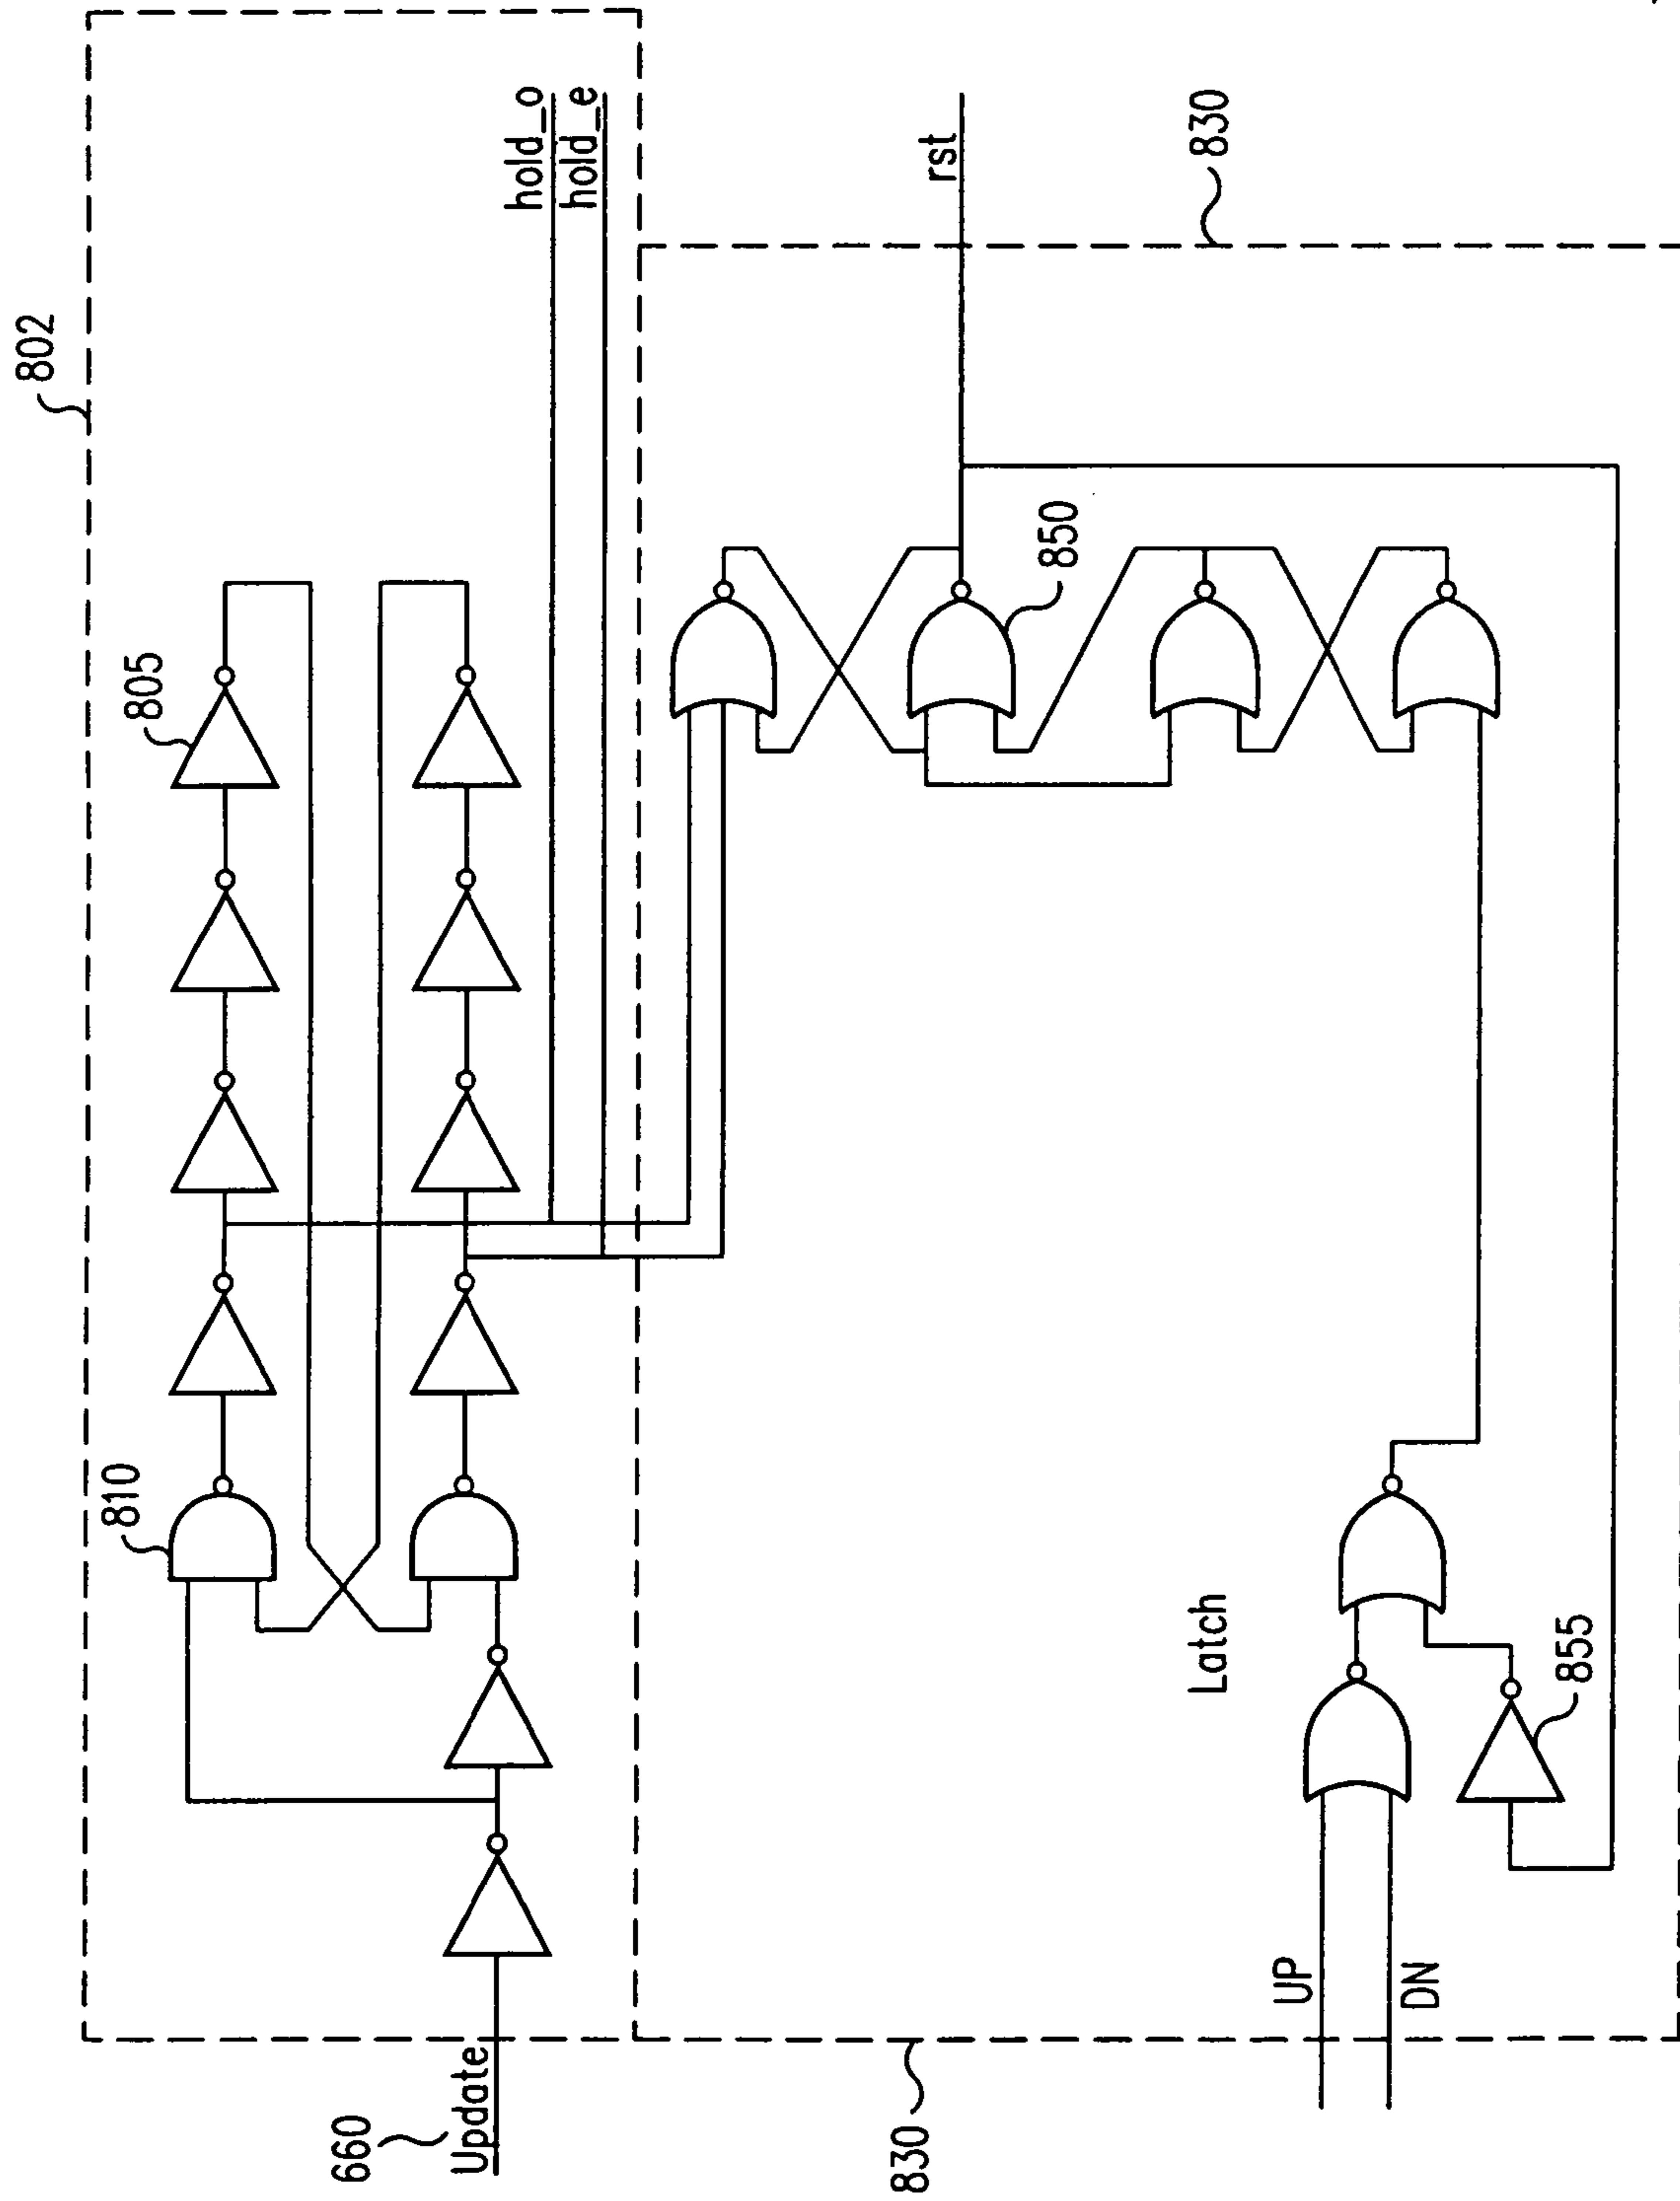 802
805
810
hold_o
hold_e
660
Update
830
rst
850
Latch
UP
DN
855
830